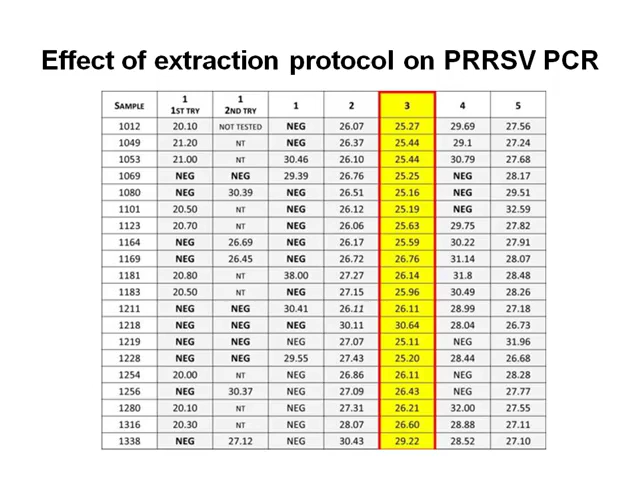 Effect of extraction protocol on PRRSV PCR
SAMPLE 1 1ST TRY 1 2ND TRY 1 2 3 4 5
1012 20.10 NOT TESTED NEG 26.07 25.27 29.69 27.56
1049 21.20 NT NEG 26.37 25.44 29.1 27.24
1053 21.00 NT 30.46 26.10 25.44 30.79 27.68
1069 NEG NEG 29.39 26.76 25.25 NEG 28.17
1080 NEG 30.39 NEG 26.51 25.16 NEG 29.51
1101 20.50 NT NEG 26.12 25.19 NEG 32.59
1123 20.70 NT NEG 26.06 25.63 29.75 27.82
1164 NEG 26.69 NEG 26.17 25.59 30.22 27.91
1169 NEG 26.45 NEG 26.72 26.76 31.14 28.07
1181 20.80 NT 38.00 27.27 26.14 31.8 28.48
1183 20.50 NT NEG 27.15 25.96 30.49 28.26
1211 NEG NEG 30.41 26.11 26.11 28.99 27.18
1218 NEG NEG NEG 30.11 30.64 28.04 26.73
1219 NEG NEG NEG 27.07 25.11 NEG 31.96
1228 NEG NEG 29.55 27.43 25.20 28.44 26.68
1254 20.00 NT NEG 26.86 26.11 NEG 28.28
1256 NEG 30.37 NEG 27.09 26.43 NEG 27.77
1280 20.10 NT NEG 27.31 26.21 32.00 27.55
1316 20.30 NT NEG 28.07 26.60 28.88 27.11
1338 NEG 27.12 NEG 30.43 29.22 28.52 27.10